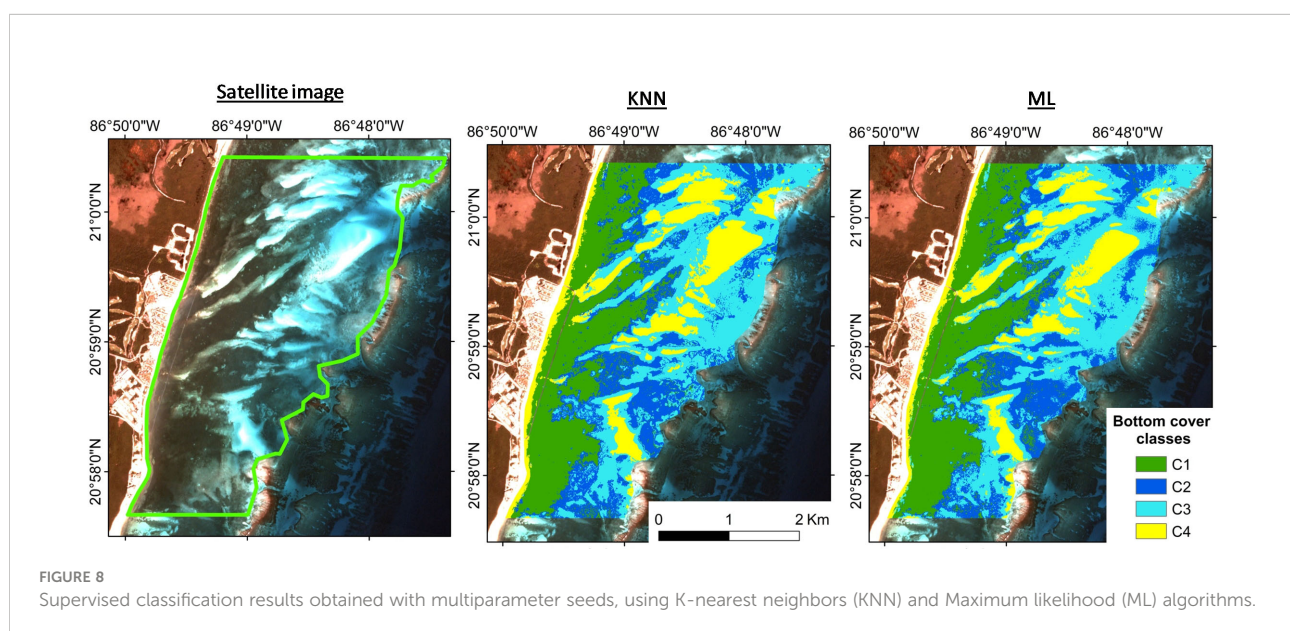 Satellite image
KNN
ML
86°50'0"W 86°49'0"W 86°48'0"W
86°50'0"W 86°49'0"W 86°48'0"W
86°50'0"W 86°49'0"W 86°48'0"W
21°0'0"N
20°59'0"N
20°58'0"N
21°0'0"N
20°59'0"N
20°58'0"N
21°0'0"N
20°59'0"N
20°58'0"N
0 1 2 Km
Bottom cover
classes
C1
C2
C3
C4
FIGURE 8
Supervised classification results obtained with multiparameter seeds, using K-nearest neighbors (KNN) and Maximum likelihood (ML) algorithms.